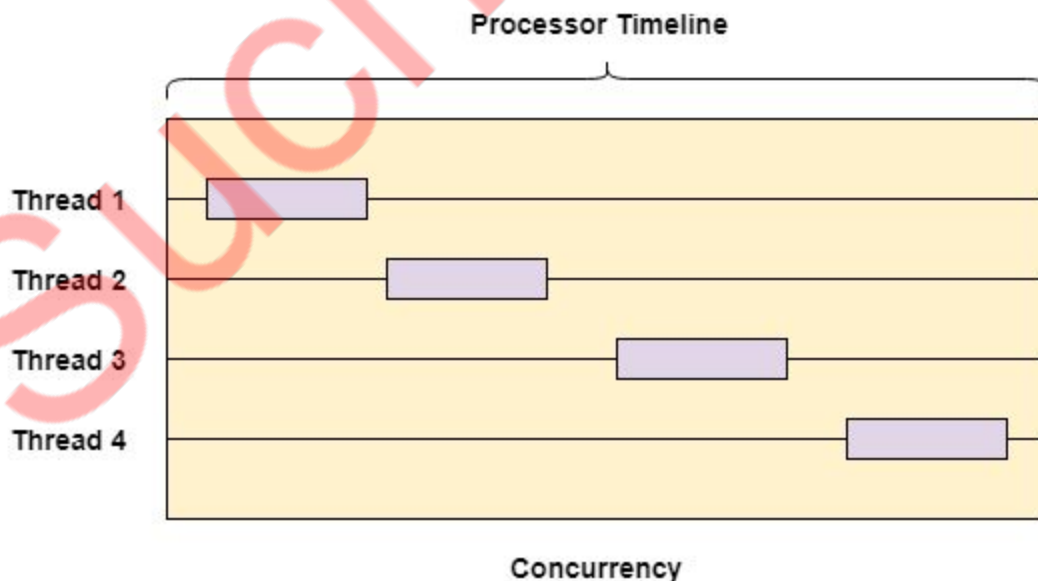 Processor Timeline
Thread 1
Thread 2
Thread 3
Thread 4
Concurrency